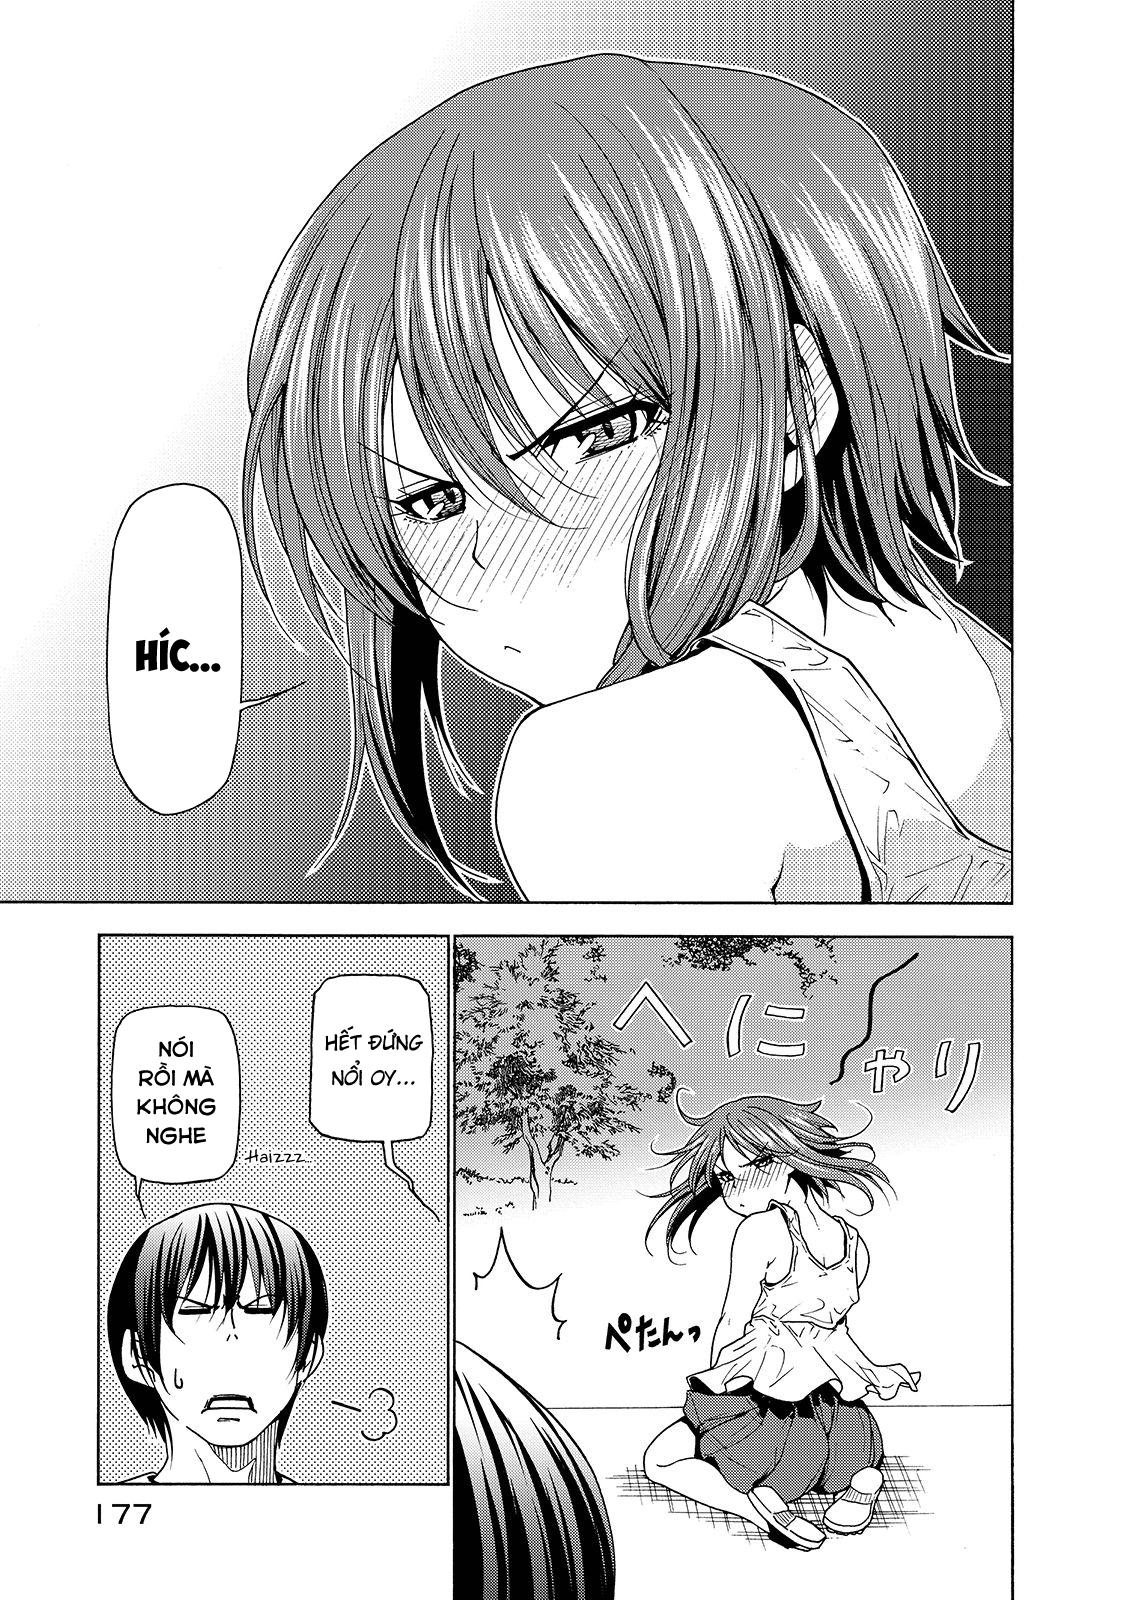 HÍC...
へにゃり
ペたんっ
HẾT ĐỨNG
NỔI OY...
NÓI
RỒI MÀ
KHÔNG
NGHE
Haizzz...
177